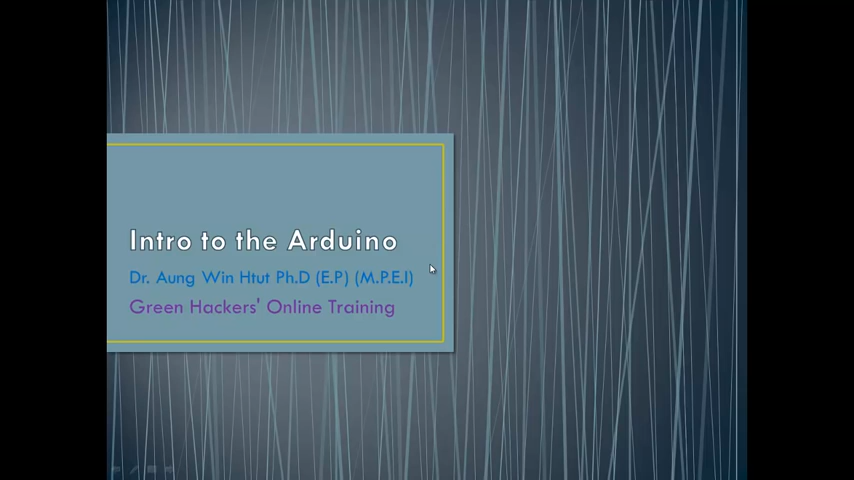 Intro to the Arduino
Dr. Aung Win Htut Ph.D (E.P) (M.P.E.I)
Green Hackers' Online Training